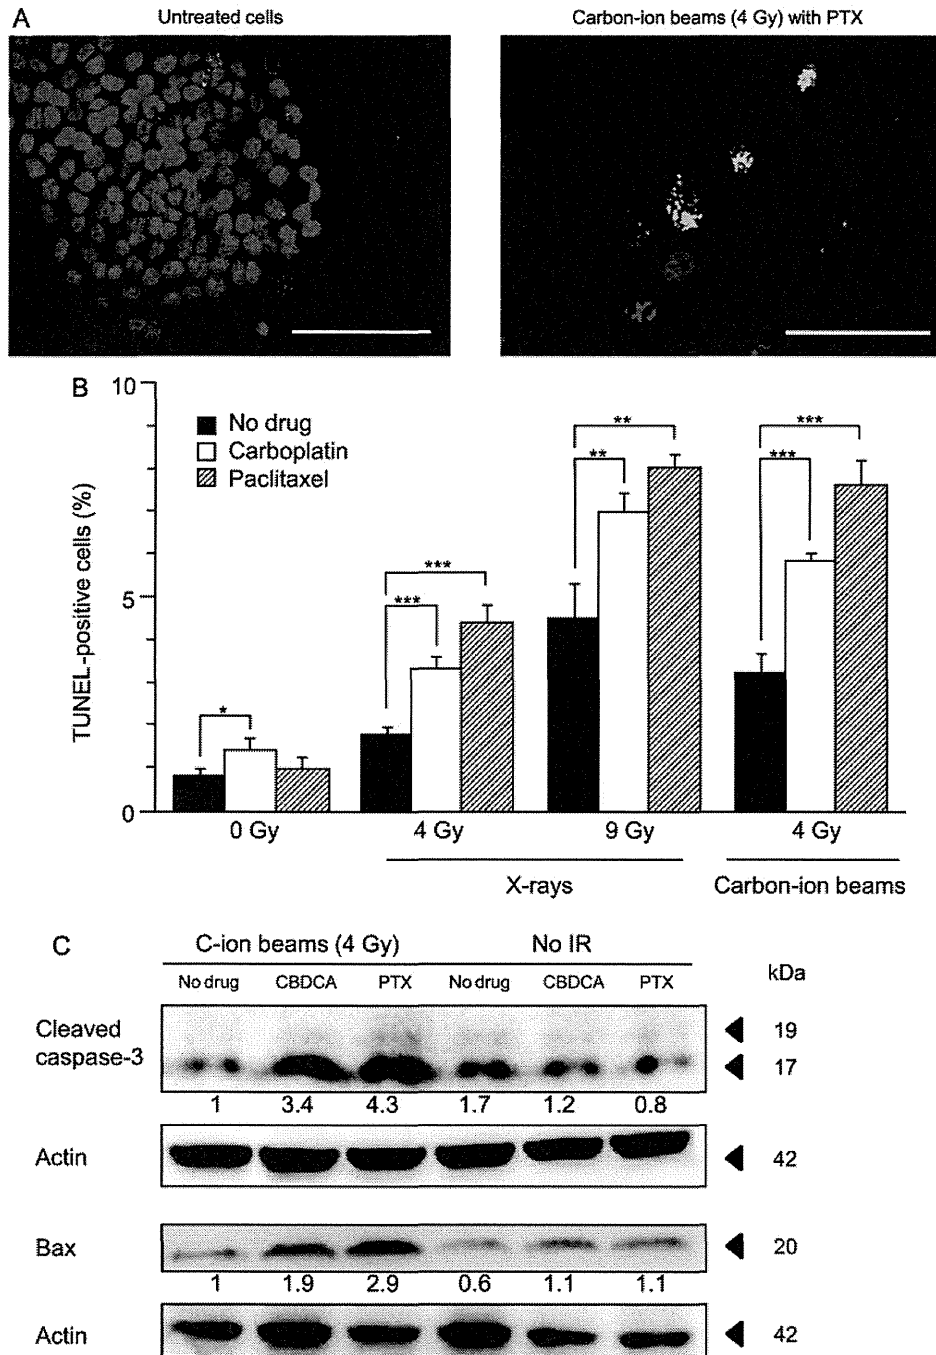 A
Untreated cells
Carbon-ion beams (4 Gy) with PTX
B
10
5
0
TUNEL-positive cells (%)
No drug
Carboplatin
Paclitaxel
*
***
***
**
**
***
***
0 Gy
4 Gy
9 Gy
4 Gy
X-rays
Carbon-ion beams
C
C-ion beams (4 Gy)
No IR
kDa
No drug
CBDCA
PTX
No drug
CBDCA
PTX
Cleaved
caspase-3
19
17
1 3.4 4.3 1.7 1.2 0.8
Actin
42
Bax
20
1 1.9 2.9 0.6 1.1 1.1
Actin
42